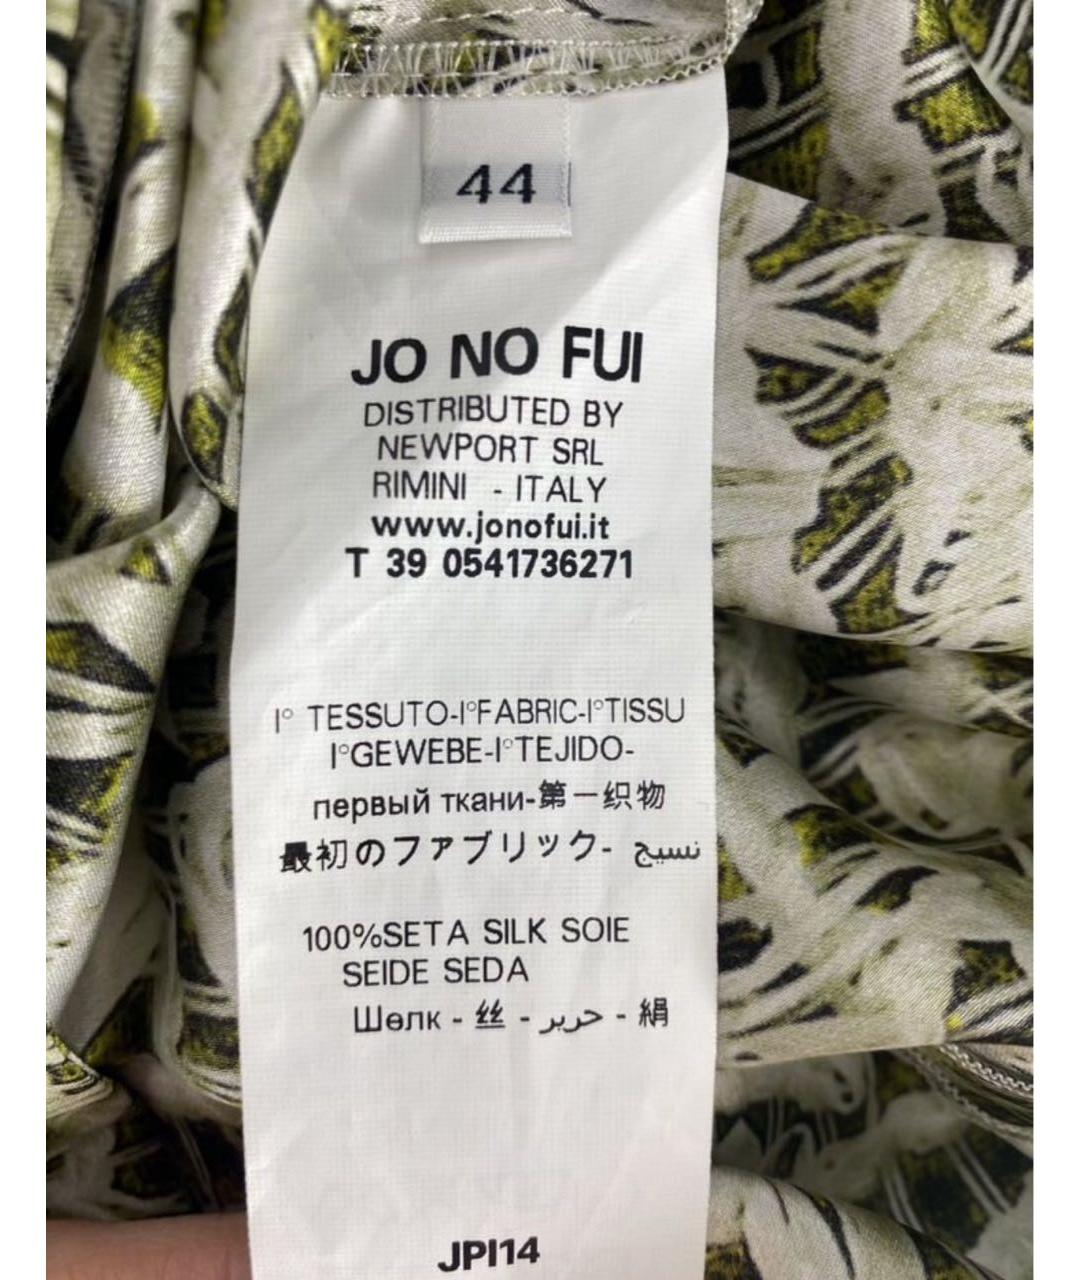 44
JO NO FUI
DISTRIBUTED BY
NEWPORT SRL
RIMINI - ITALY
www.jonofui.it
T 39 0541736271
I° TESSUTO-I°FABRIC-I°TISSU
I°GEWEBE-I°TEJIDO-
первый ткани-第一织物
最初のファブリック- نسيج
100%SETA SILK SOIE
SEIDE SEDA
Шөлк - 丝 - حرير - 絹
JPI14